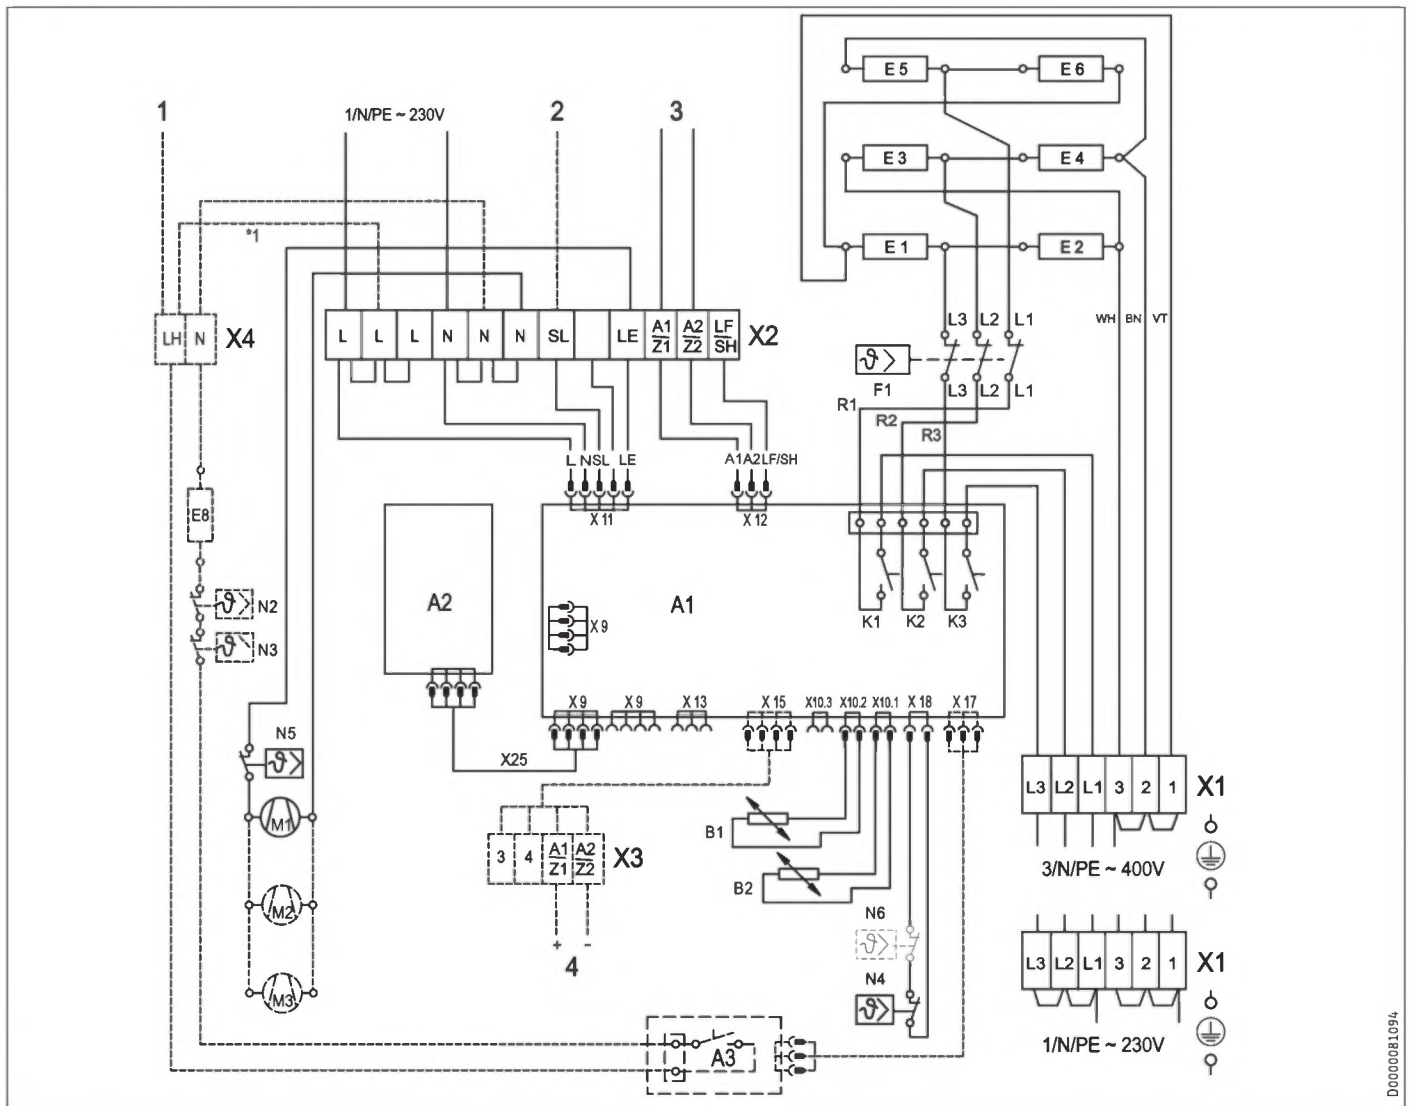 1
1/N/PE ~ 230V
2
3
E 5
E 6
E 3
E 4
E 1
E 2
*1
LH
N
X4
L
L
L
N
N
N
SL
LE
A1
Z1
A2
Z2
LF
SH
X2
L3
L2
L1
WH
BN
VT
F1
L3
L2
L1
R1
R2
R3
L
N
SL
LE
A1
A2
LF/SH
X 11
X 12
E8
A2
A1
X 9
K1
K2
K3
N2
N3
X 9
X 9
X 13
X 15
X10.3
X10.2
X10.1
X 18
X 17
N5
X25
M1
M2
M3
3
4
A1
Z1
A2
Z2
X3
+
-
4
B1
B2
N6
N4
L3
L2
L1
3
2
1
X1
3/N/PE ~ 400V
L3
L2
L1
3
2
1
X1
1/N/PE ~ 230V
A3
D0000081094